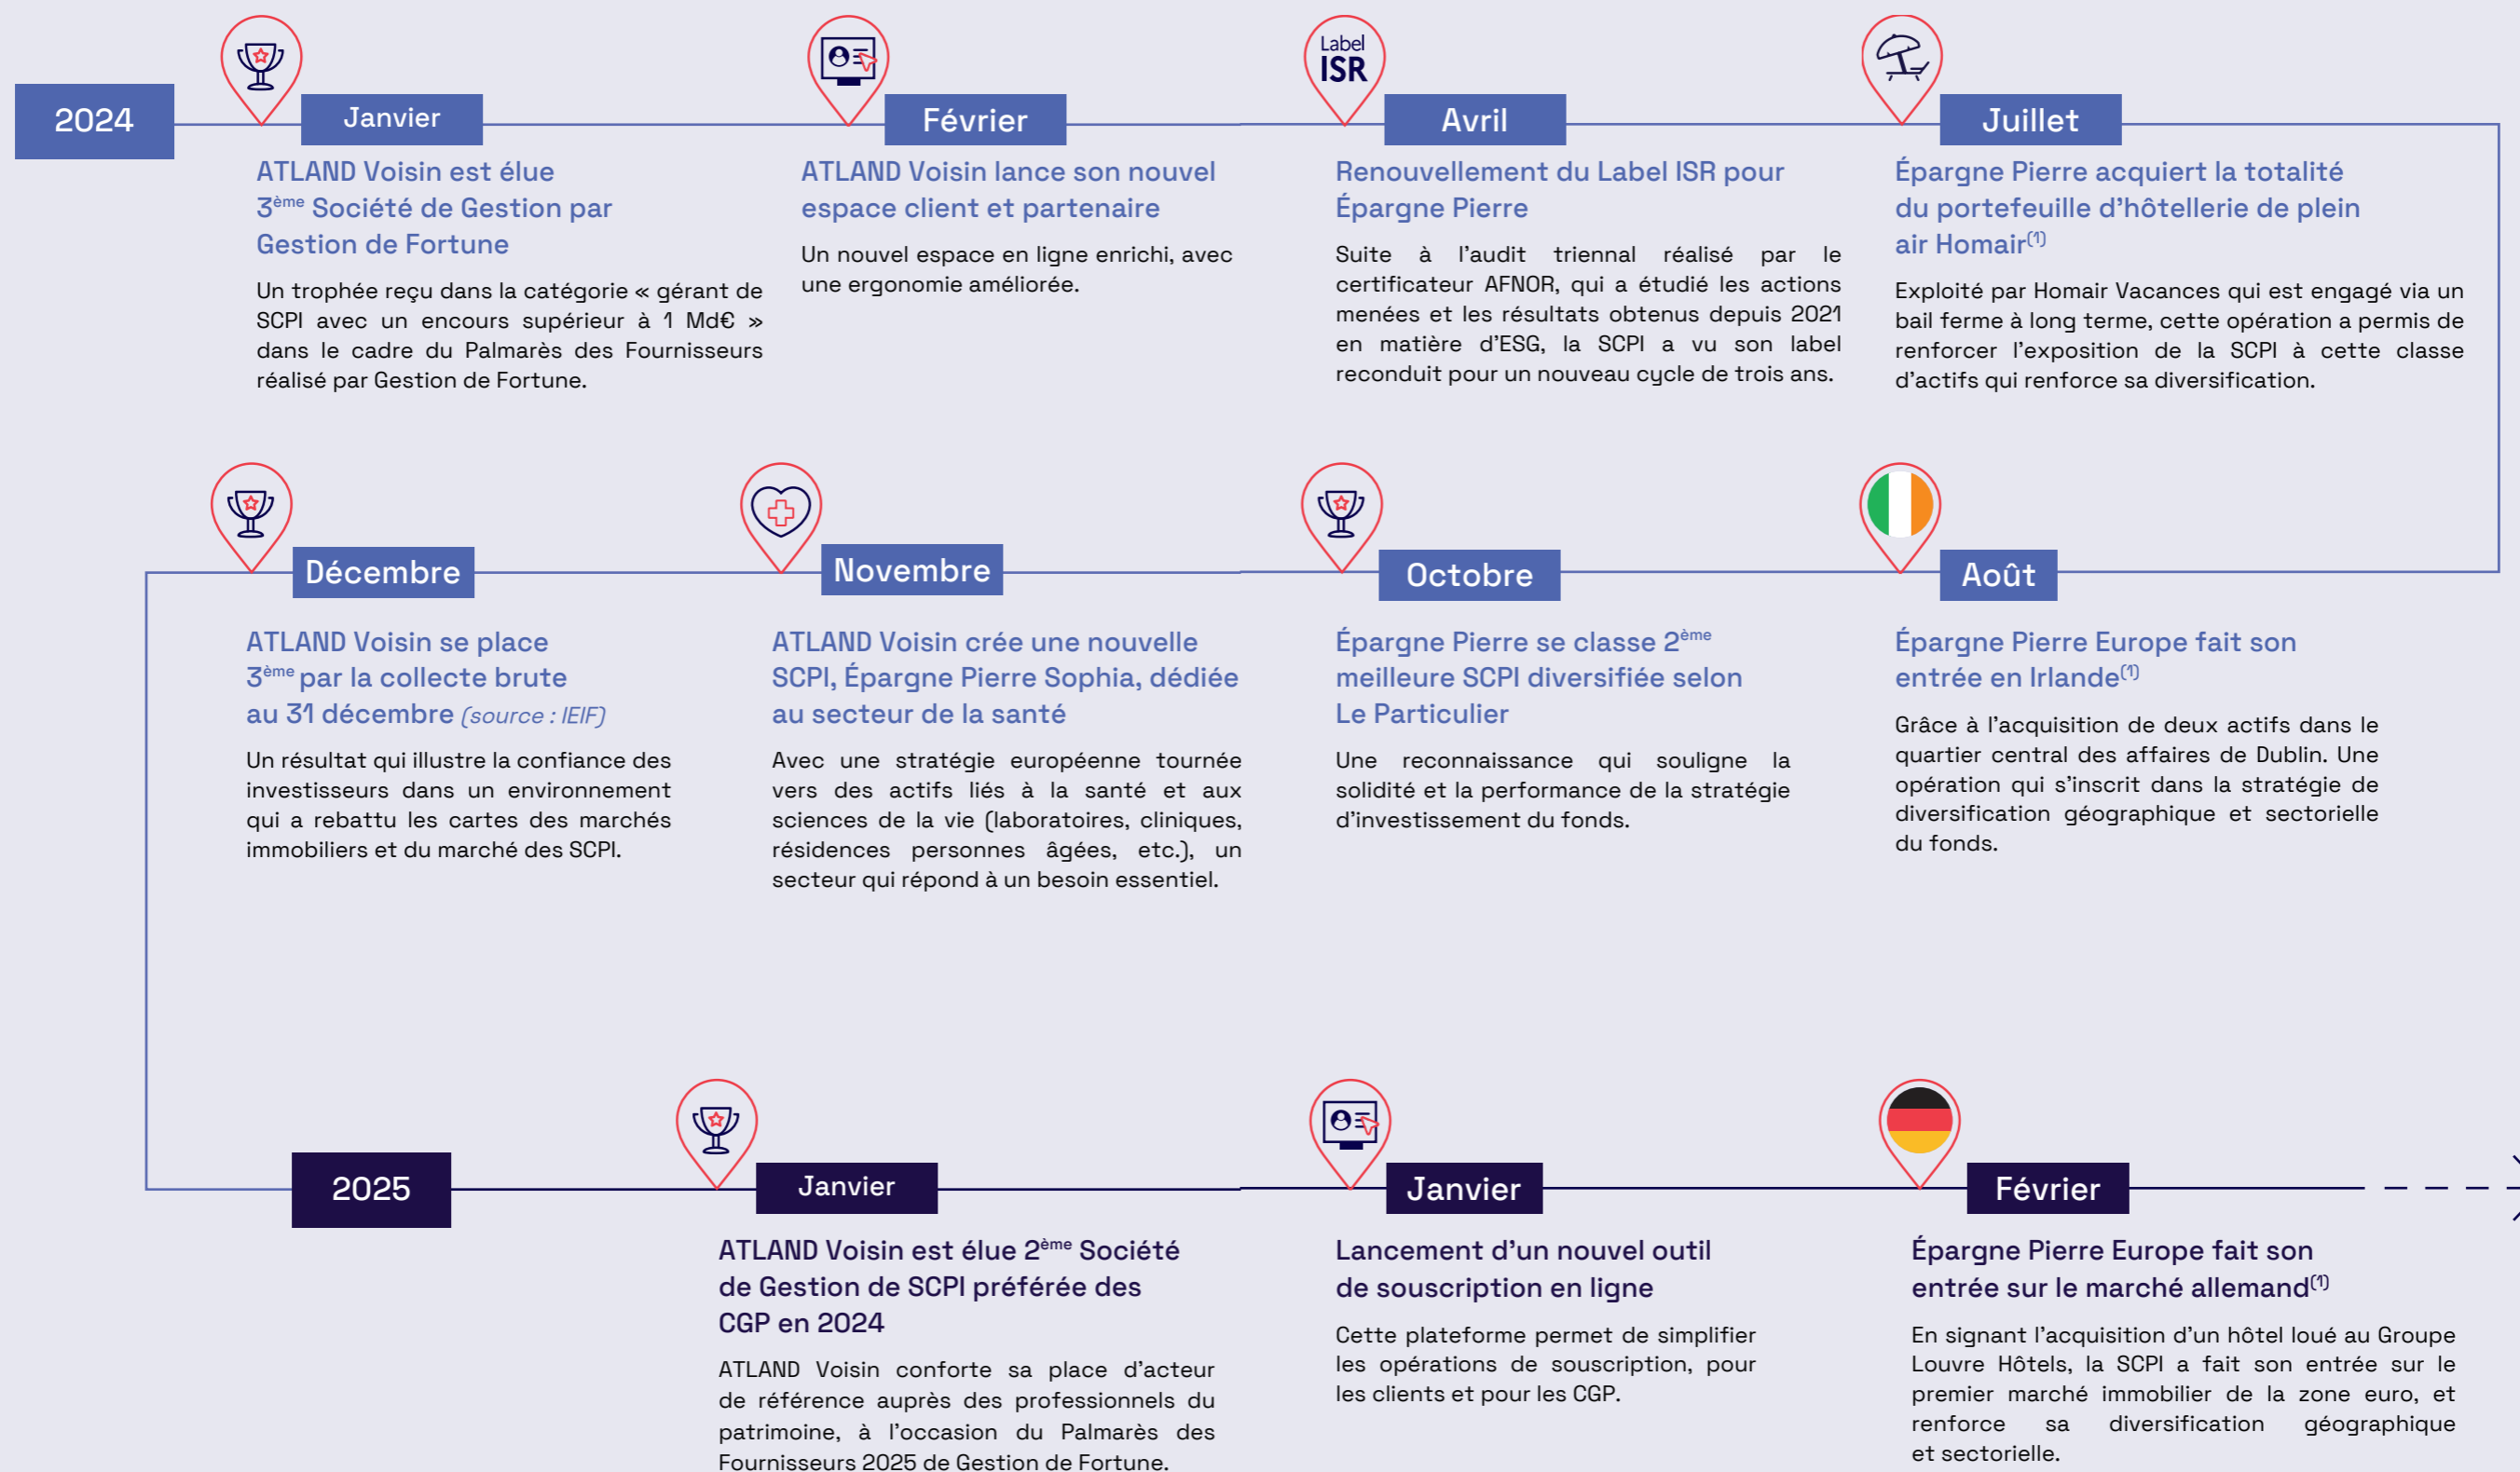 2024
Label
ISR
Janvier
ATLAND Voisin est élue
3ème Société de Gestion par
Gestion de Fortune
Un trophée reçu dans la catégorie « gérant de
SCPI avec un encours supérieur à 1 Md€ »
dans le cadre du Palmarès des Fournisseurs
réalisé par Gestion de Fortune.
Février
ATLAND Voisin lance son nouvel
espace client et partenaire
Un nouvel espace en ligne enrichi, avec
une ergonomie améliorée.
Avril
Renouvellement du Label ISR pour
Épargne Pierre
Suite à l'audit triennal réalisé par le
certificateur AFNOR, qui a étudié les actions
menées et les résultats obtenus depuis 2021
en matière d'ESG, la SCPI a vu son label
reconduit pour un nouveau cycle de trois ans.
Juillet
Épargne Pierre acquiert la totalité
du portefeuille d'hôtellerie de plein
air Homair(1)
Exploité par Homair Vacances qui est engagé via un
bail ferme à long terme, cette opération a permis de
renforcer l'exposition de la SCPI à cette classe
d'actifs qui renforce sa diversification.
Août
Épargne Pierre Europe fait son
entrée en Irlande(1)
Grâce à l'acquisition de deux actifs dans le
quartier central des affaires de Dublin. Une
opération qui s'inscrit dans la stratégie de
diversification géographique et sectorielle
du fonds.
Octobre
Épargne Pierre se classe 2ème
meilleure SCPI diversifiée selon
Le Particulier
Une reconnaissance qui souligne la
solidité et la performance de la stratégie
d'investissement du fonds.
Novembre
ATLAND Voisin crée une nouvelle
SCPI, Épargne Pierre Sophia, dédiée
au secteur de la santé
Avec une stratégie européenne tournée
vers des actifs liés à la santé et aux
sciences de la vie (laboratoires, cliniques,
résidences personnes âgées, etc.), un
secteur qui répond à un besoin essentiel.
Décembre
ATLAND Voisin se place
3ème par la collecte brute
au 31 décembre (source : IEIF)
Un résultat qui illustre la confiance des
investisseurs dans un environnement
qui a rebattu les cartes des marchés
immobiliers et du marché des SCPI.
2025
Janvier
ATLAND Voisin est élue 2ème Société
de Gestion de SCPI préférée des
CGP en 2024
ATLAND Voisin conforte sa place d'acteur
de référence auprès des professionnels du
patrimoine, à l'occasion du Palmarès des
Fournisseurs 2025 de Gestion de Fortune.
Janvier
Lancement d'un nouvel outil
de souscription en ligne
Cette plateforme permet de simplifier
les opérations de souscription, pour
les clients et pour les CGP.
Février
Épargne Pierre Europe fait son
entrée sur le marché allemand(1)
En signant l'acquisition d'un hôtel loué au Groupe
Louvre Hôtels, la SCPI a fait son entrée sur le
premier marché immobilier de la zone euro, et
renforce sa diversification géographique
et sectorielle.